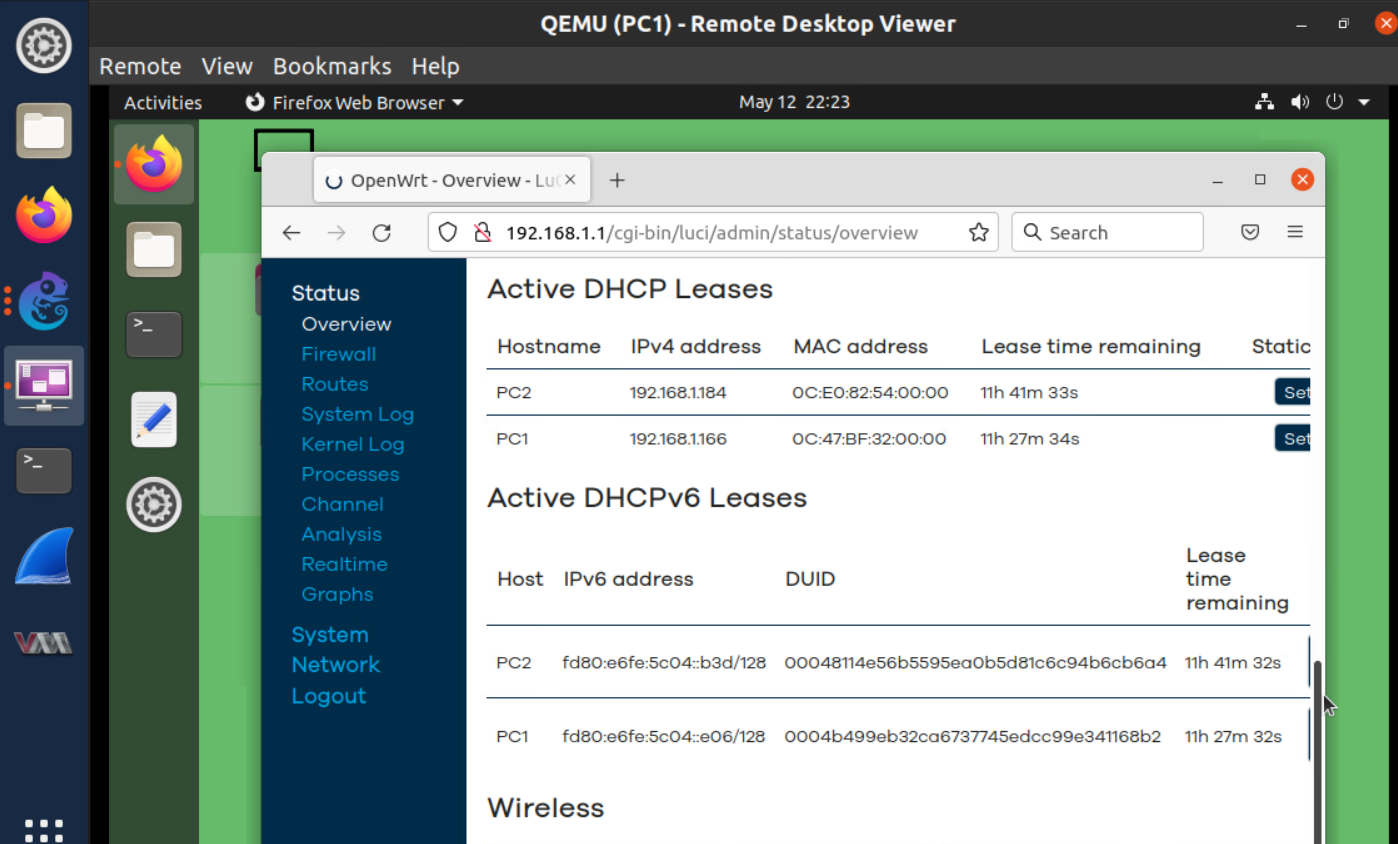 QEMU (PC1) - Remote Desktop Viewer
Remote View Bookmarks Help
Activities Firefox Web Browser May 12 22:23
OpenWrt - Overview - Lu
192.168.1.1/cgi-bin/luci/admin/status/overview Search
Status
Overview
Firewall
Routes
System Log
Kernel Log
Processes
Channel
Analysis
Realtime
Graphs
System
Network
Logout
Active DHCP Leases
Hostname IPv4 address MAC address Lease time remaining Static
PC2 192.168.1.184 0C:E0:82:54:00:00 11h 41m 33s Set
PC1 192.168.1.166 0C:47:BF:32:00:00 11h 27m 34s Set
Active DHCPv6 Leases
Host IPv6 address DUID Lease time remaining
PC2 fd80:e6fe:5c04::b3d/128 00048114e56b5595ea0b5d81c6c94b6cb6a4 11h 41m 32s
PC1 fd80:e6fe:5c04::e06/128 0004b499eb32ca6737745edcc99e341168b2 11h 27m 32s
Wireless